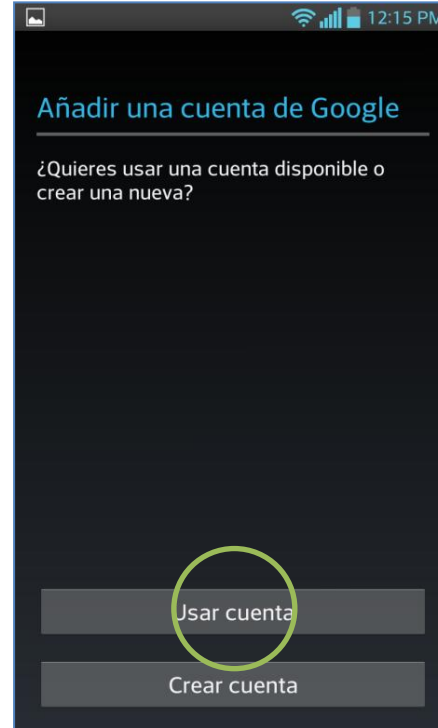 12:15 PM
Añadir una cuenta de Google
¿Quieres usar una cuenta disponible o
crear una nueva?
Usar cuenta
Crear cuenta